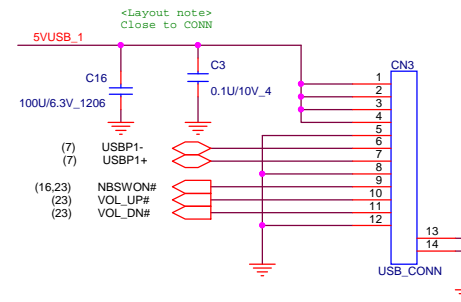 <Layout note>
Close to CONN
5VUSB_1
C16
100U/6.3V_1206
C3
0.1U/10V_4
CN3
1
2
3
4
5
(7) USBP1- 6
(7) USBP1+ 7
8
(16,23) NBSWON# 9
(23) VOL_UP# 10
(23) VOL_DN# 11
12
13
14
USB_CONN